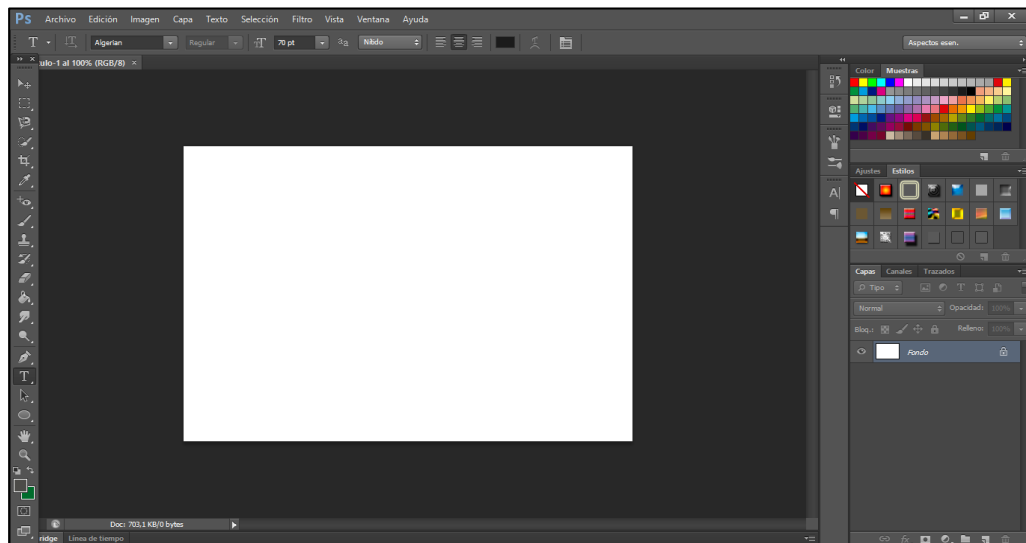 Ps Archivo Edición Imagen Capa Texto Selección Filtro Vista Ventana Ayuda
T T Algerian Regular T 70 pt aa Nítido Aspectos esen.
ulo-1 al 100% (RGB/8) ×
Color Muestras
Ajustes Estilos
A|
Capas Canales Trazados
Tipo T
Normal Opacidad: 100%
Bloq.: Relleno: 100%
Fondo
T
Doc: 703,1 KB/0 bytes
ridge Línea de tiempo
fx